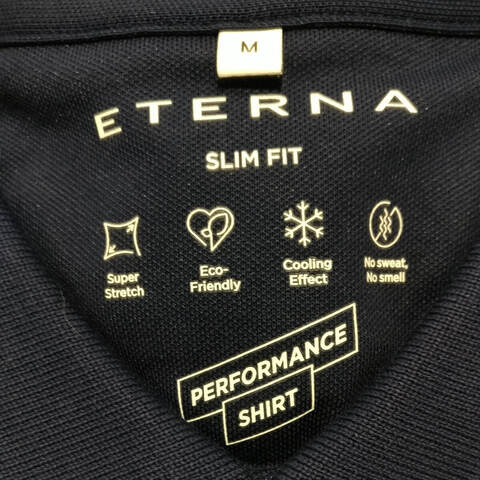 M
ETERNA
SLIM FIT
Super
Stretch
Eco-
Friendly
Cooling
Effect
No sweat,
No smell
PERFORMANCE
SHIRT